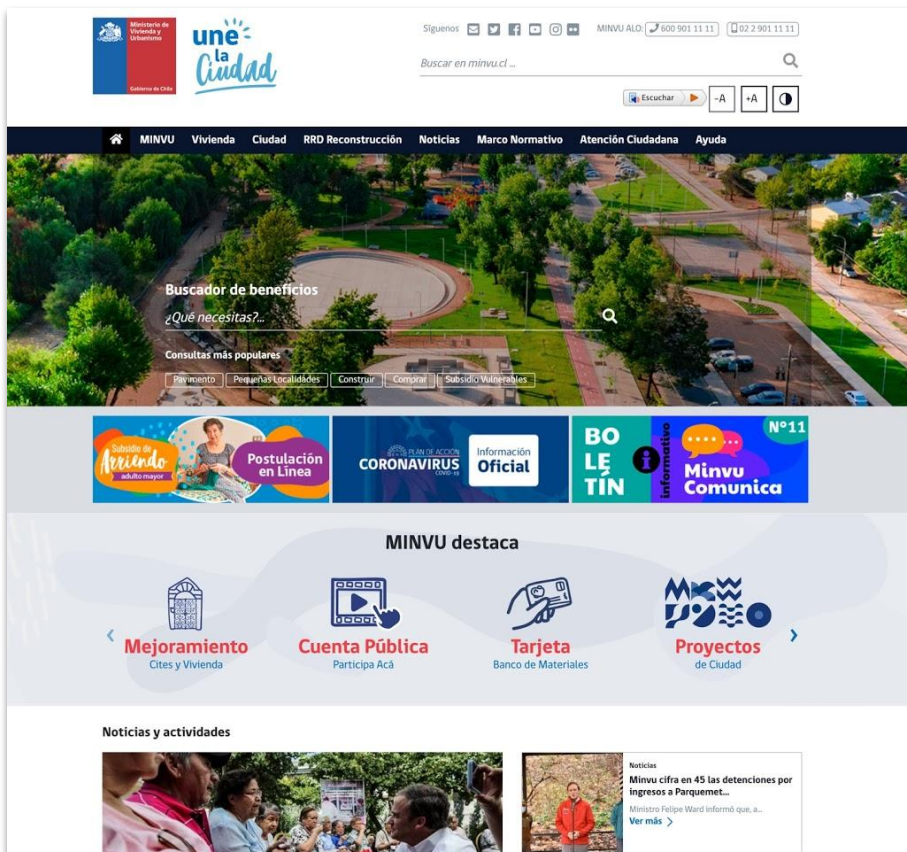 Ministerio de
Vivienda y
Urbanismo
Gobierno de Chile
une
la
Ciudad
Síguenos
MINVU ALO: 600 901 11 11 02 2 901 11 11
Buscar en minvu.cl ...
Escuchar -A +A
MINVU Vivienda Ciudad RRD Reconstrucción Noticias Marco Normativo Atención Ciudadana Ayuda
Buscador de beneficios
¿Qué necesitas?...
Consultas más populares
Pavimento Pequeñas Localidades Construir Comprar Subsidio Vulnerables
Subsidio de
Arriendo
adulto mayor
Postulación
en Línea
PLAN DE ACCIÓN
CORONAVIRUS
COVID-19
Información
Oficial
BO
LE
TÍN
informativo
N°11
Minvu
Comunica
MINVU destaca
Mejoramiento
Cites y Vivienda
Cuenta Pública
Participa Acá
Tarjeta
Banco de Materiales
Proyectos
de Ciudad
Noticias y actividades
Noticias
Minvu cifra en 45 las detenciones por
ingresos a Parquemet...
Ministro Felipe Ward informó que, a...
Ver más